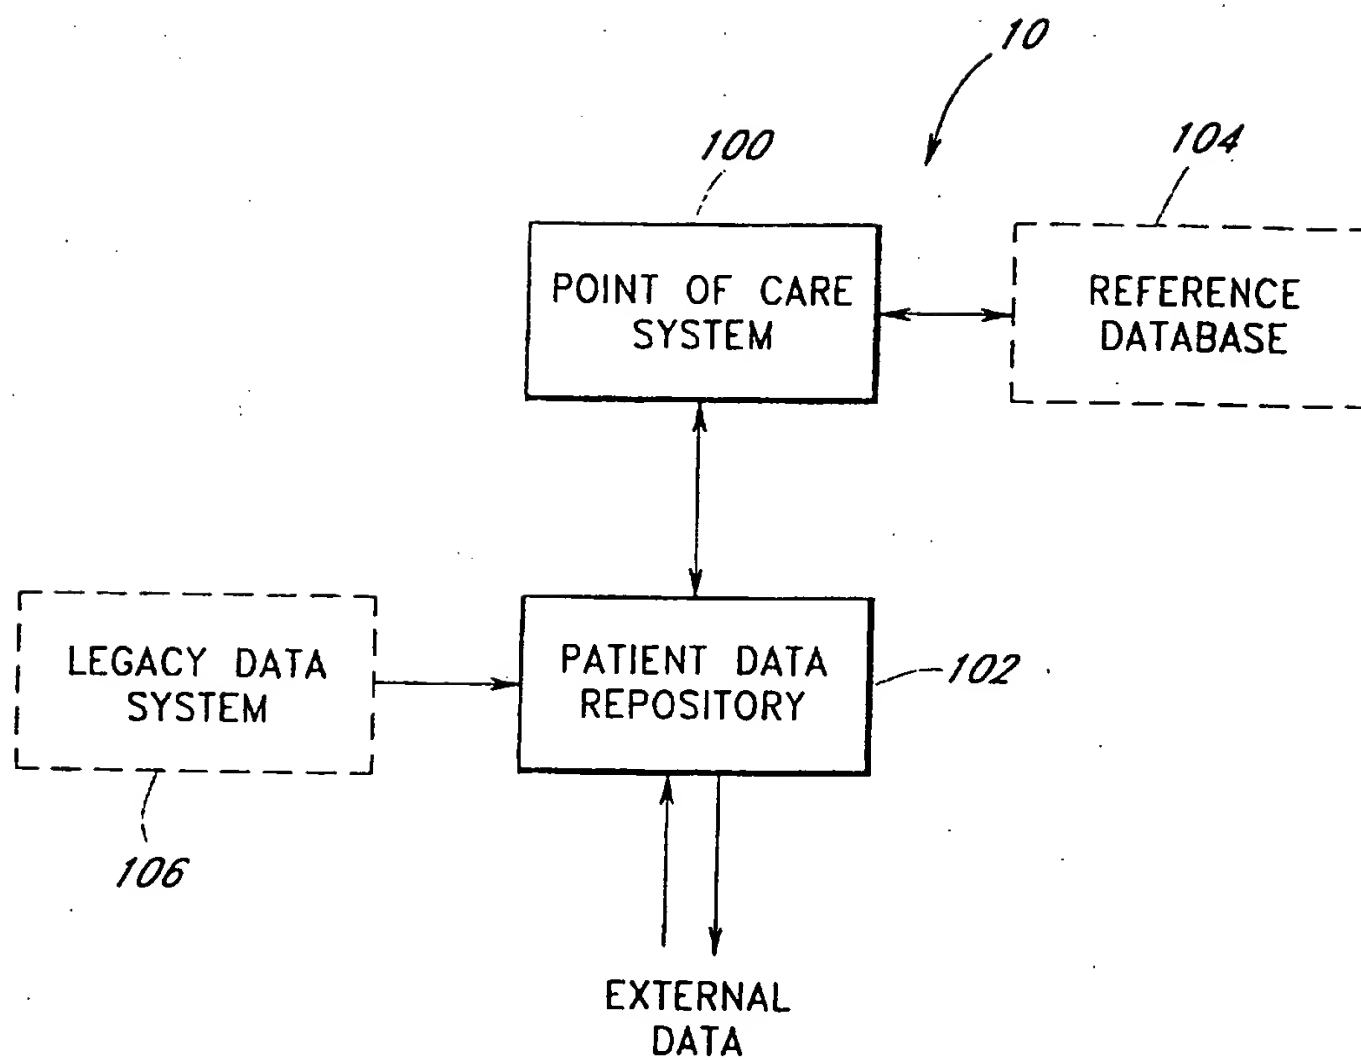 10
100
104
POINT OF CARE
SYSTEM
REFERENCE
DATABASE
LEGACY DATA
SYSTEM
PATIENT DATA
REPOSITORY
102
106
EXTERNAL
DATA